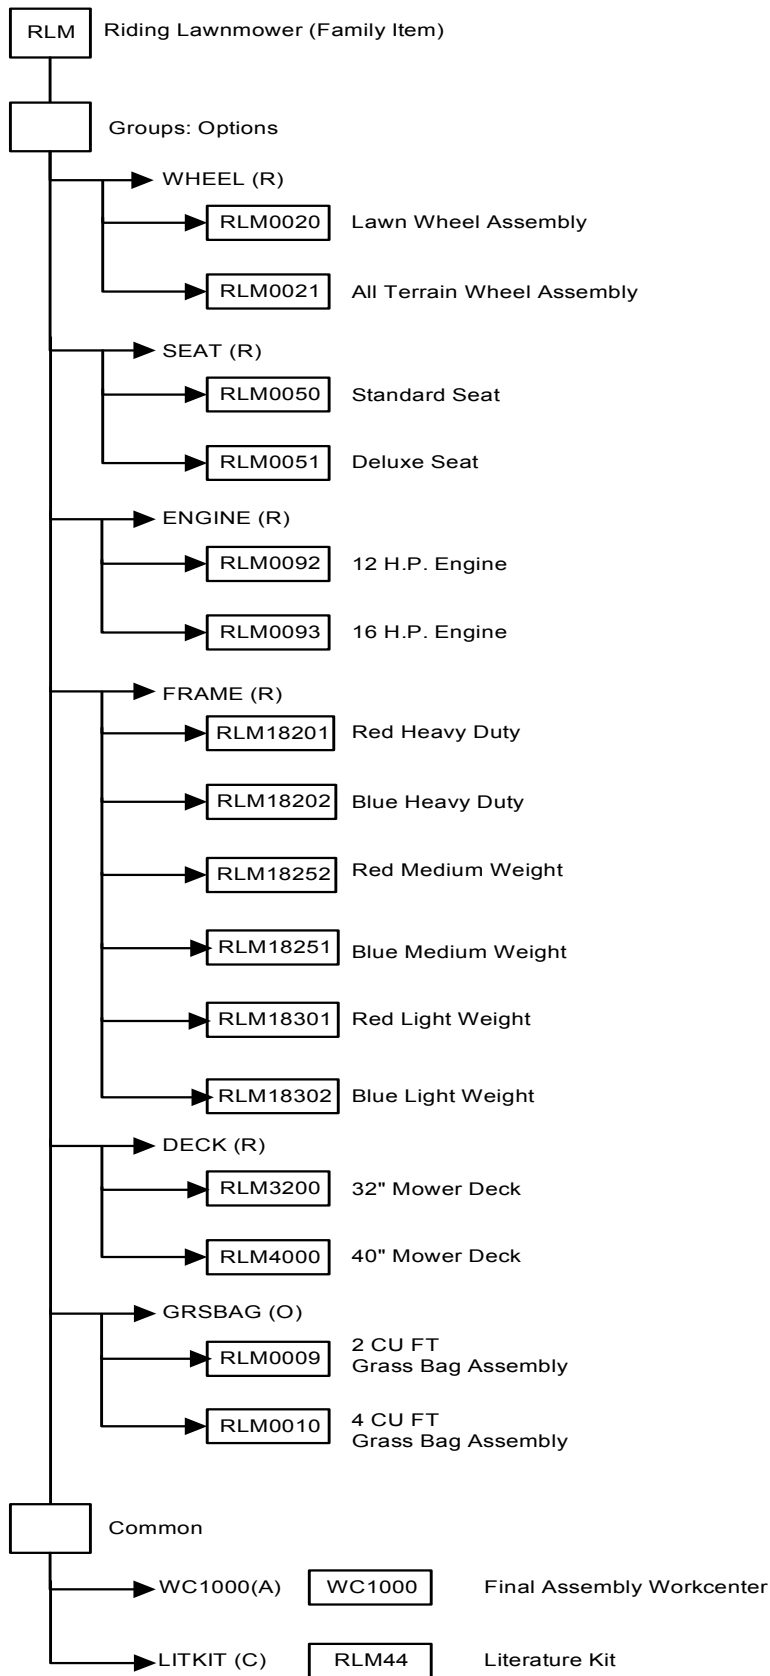 RLM Riding Lawnmower (Family Item)
Groups: Options
WHEEL (R)
RLM0020 Lawn Wheel Assembly
RLM0021 All Terrain Wheel Assembly
SEAT (R)
RLM0050 Standard Seat
RLM0051 Deluxe Seat
ENGINE (R)
RLM0092 12 H.P. Engine
RLM0093 16 H.P. Engine
FRAME (R)
RLM18201 Red Heavy Duty
RLM18202 Blue Heavy Duty
RLM18252 Red Medium Weight
RLM18251 Blue Medium Weight
RLM18301 Red Light Weight
RLM18302 Blue Light Weight
DECK (R)
RLM3200 32" Mower Deck
RLM4000 40" Mower Deck
GRSBAG (O)
RLM0009 2 CU FT
Grass Bag Assembly
RLM0010 4 CU FT
Grass Bag Assembly
Common
WC1000(A) WC1000 Final Assembly Workcenter
LITKIT (C) RLM44 Literature Kit